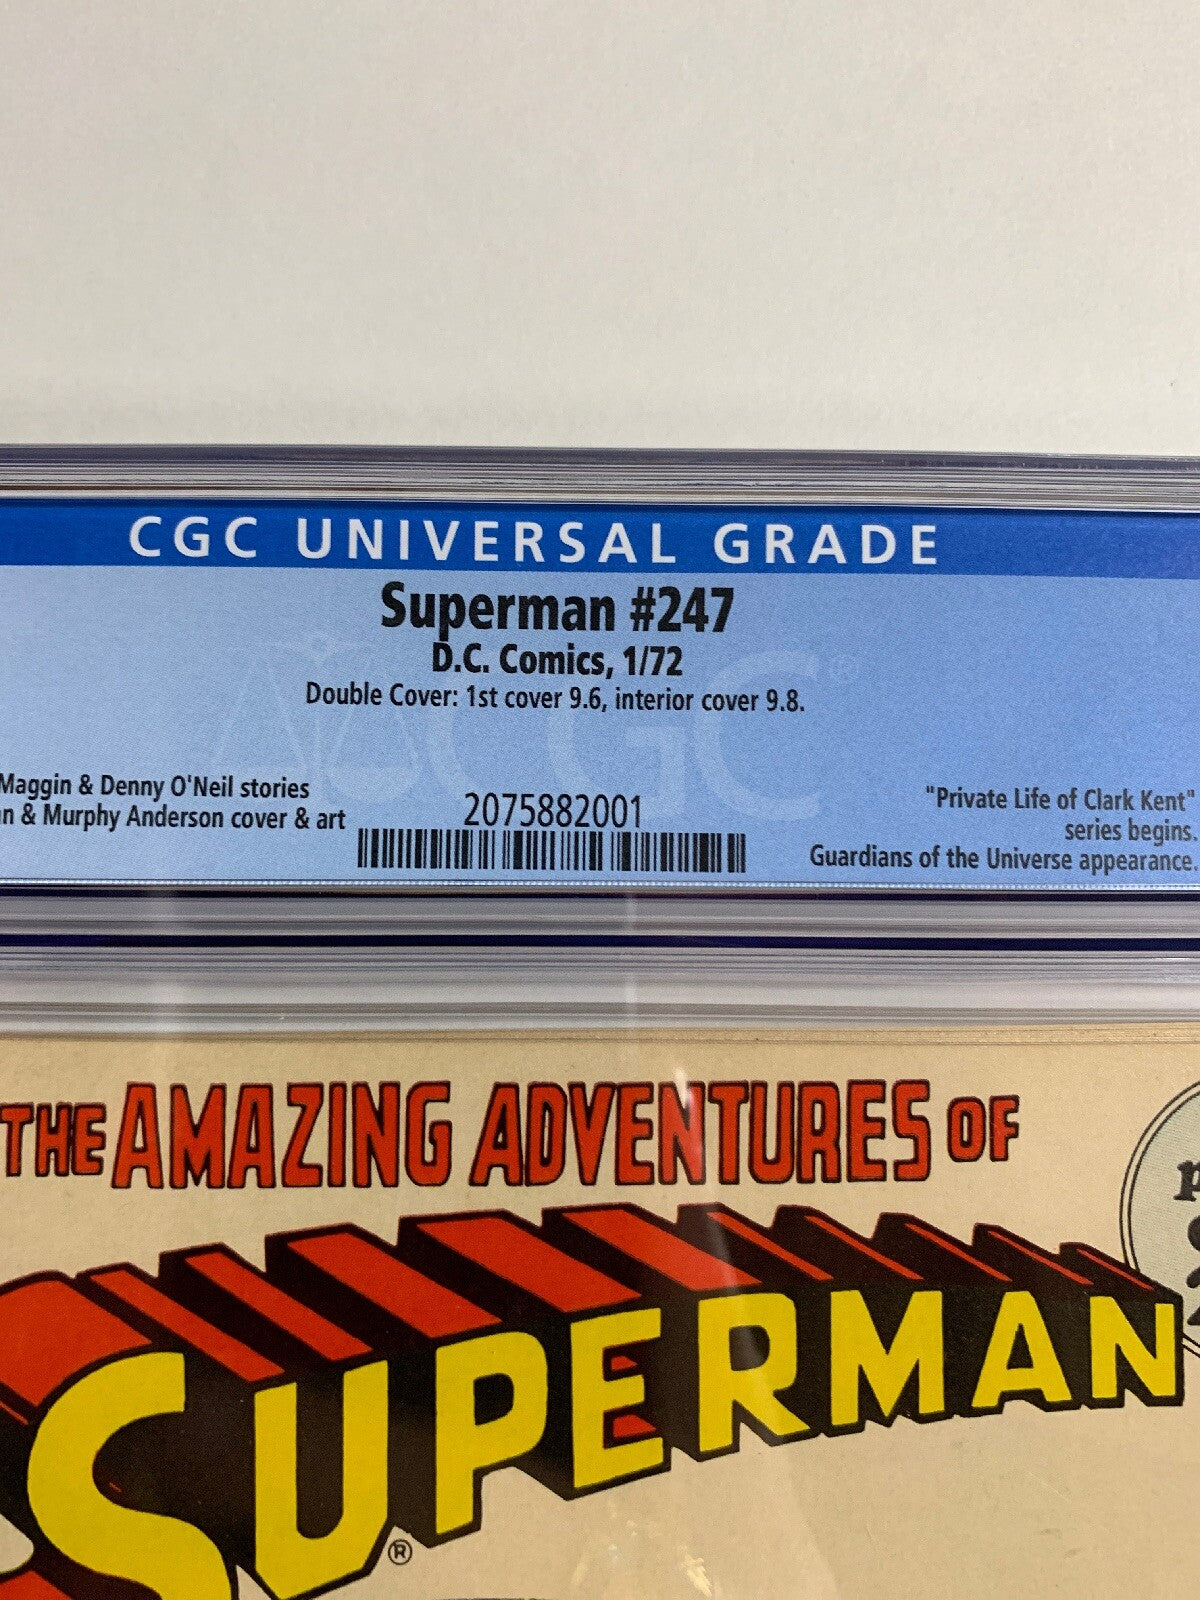 CGC UNIVERSAL GRADE
Superman #247
D.C. Comics, 1/72
Double Cover: 1st cover 9.6, interior cover 9.8.
Maggin & Denny O'Neil stories
& Murphy Anderson cover & art
2075882001
"Private Life of Clark Kent"
series begins.
Guardians of the Universe appearance.
CGC
THE AMAZING ADVENTURES OF
SUPERMAN
®